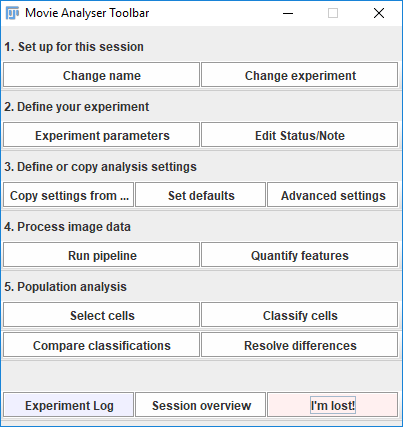 Movie Analyser Toolbar
1. Set up for this session
Change name Change experiment
2. Define your experiment
Experiment parameters Edit Status/Note
3. Define or copy analysis settings
Copy settings from ... Set defaults Advanced settings
4. Process image data
Run pipeline Quantify features
5. Population analysis
Select cells Classify cells
Compare classifications Resolve differences
Experiment Log Session overview I'm lost!